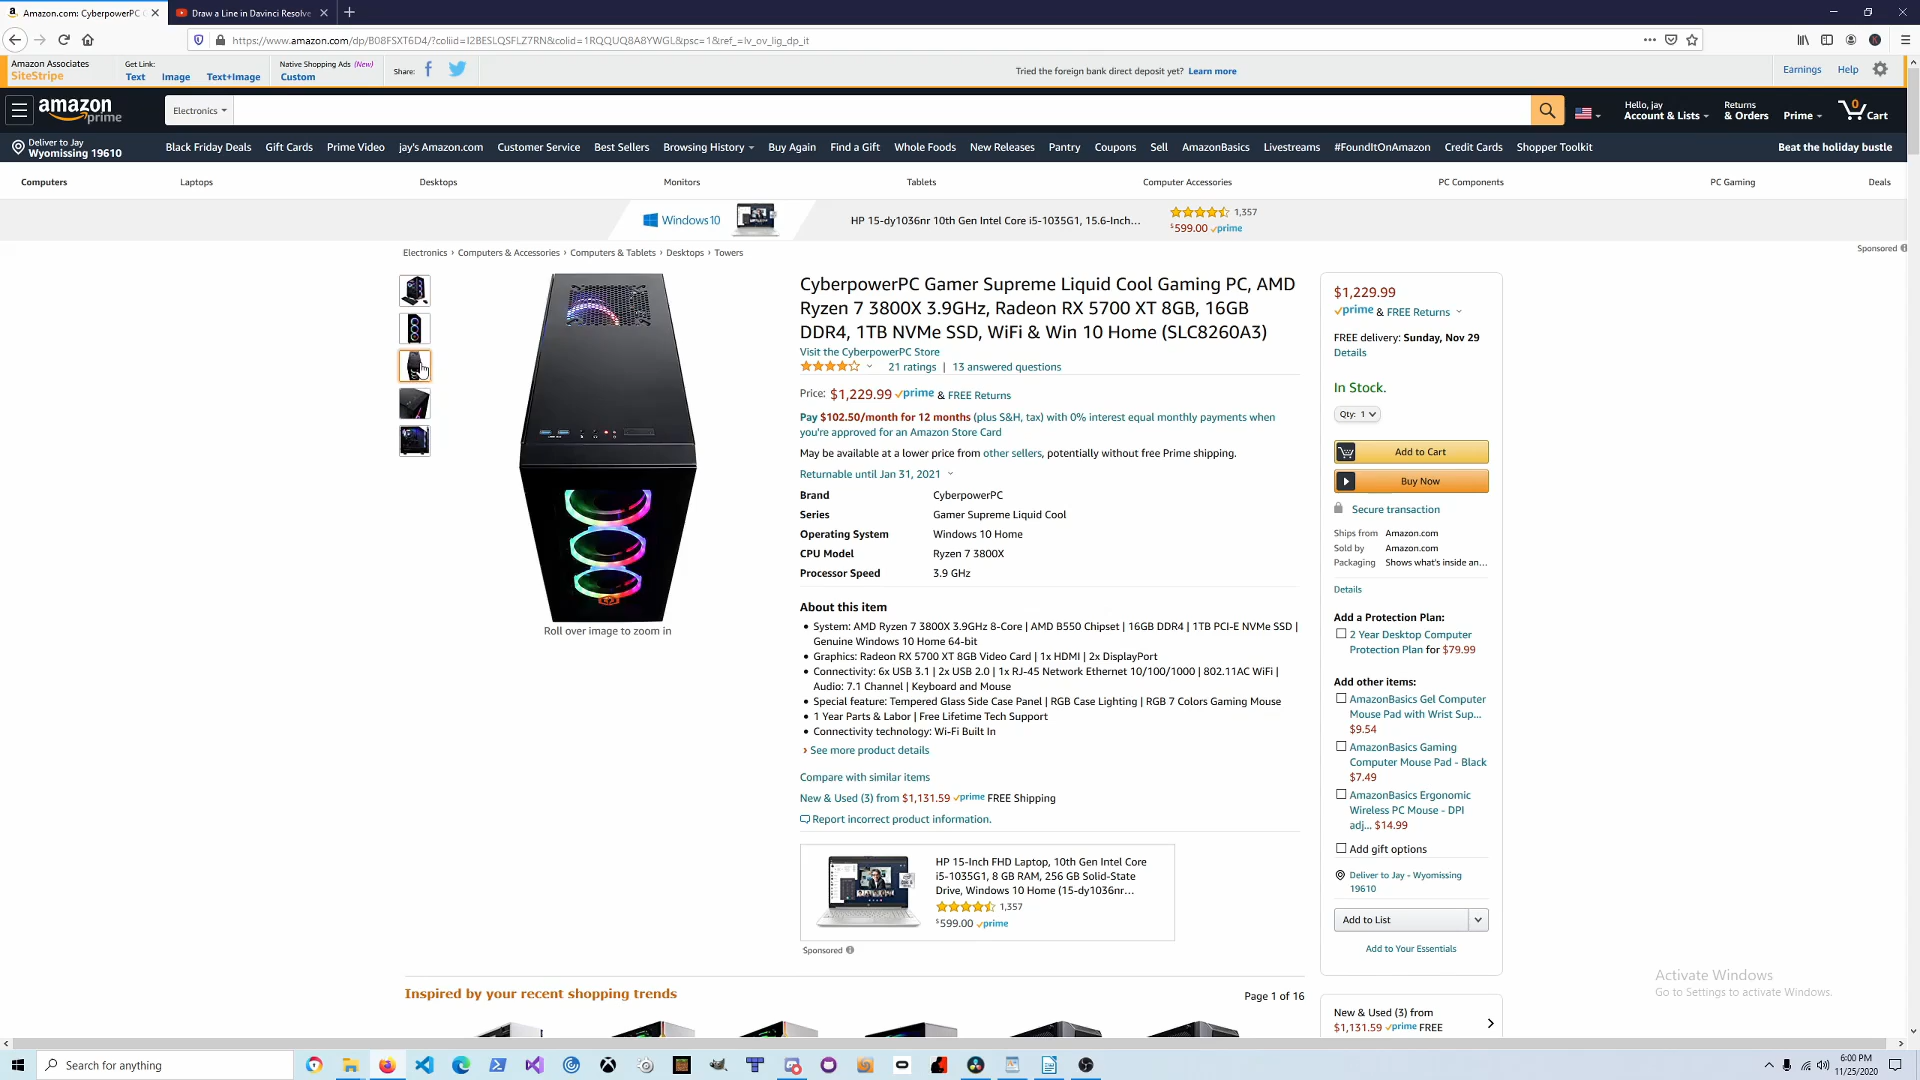 Amazon.com: CyberpowerPC G
Draw a Line in Davinci Resolve
https://www.amazon.com/dp/B08FSXT6D4/?coliid=I2BESLQSFLZ7RN&colid=1RQQUQ8A8YWGL&psc=1&ref_=lv_ov_lig_dp_it
Amazon Associates
SiteStripe
Get Link:
Text Image Text+Image
Native Shopping Ads (New)
Custom
Share:
Tried the foreign bank direct deposit yet? Learn more
Earnings Help
amazon prime
Electronics
Hello, jay
Account & Lists
Returns
& Orders
Prime
0
Cart
Deliver to Jay
Wyomissing 19610
Black Friday Deals Gift Cards Prime Video jay's Amazon.com Customer Service Best Sellers Browsing History Buy Again Find a Gift Whole Foods New Releases Pantry Coupons Sell AmazonBasics Livestreams #FoundItOnAmazon Credit Cards Shopper Toolkit
Beat the holiday bustle
Computers Laptops Desktops Monitors Tablets Computer Accessories PC Components PC Gaming Deals
Windows10
HP 15-dy1036nr 10th Gen Intel Core i5-1035G1, 15.6-Inch...
1,357
$599.00 prime
Sponsored
Electronics › Computers & Accessories › Computers & Tablets › Desktops › Towers
Roll over image to zoom in
CyberpowerPC Gamer Supreme Liquid Cool Gaming PC, AMD
Ryzen 7 3800X 3.9GHz, Radeon RX 5700 XT 8GB, 16GB
DDR4, 1TB NVMe SSD, WiFi & Win 10 Home (SLC8260A3)
Visit the CyberpowerPC Store
21 ratings | 13 answered questions
Price: $1,229.99 prime & FREE Returns
Pay $102.50/month for 12 months (plus S&H, tax) with 0% interest equal monthly payments when
you're approved for an Amazon Store Card
May be available at a lower price from other sellers, potentially without free Prime shipping.
Returnable until Jan 31, 2021
Brand CyberpowerPC
Series Gamer Supreme Liquid Cool
Operating System Windows 10 Home
CPU Model Ryzen 7 3800X
Processor Speed 3.9 GHz
About this item
• System: AMD Ryzen 7 3800X 3.9GHz 8-Core | AMD B550 Chipset | 16GB DDR4 | 1TB PCI-E NVMe SSD |
Genuine Windows 10 Home 64-bit
• Graphics: Radeon RX 5700 XT 8GB Video Card | 1x HDMI | 2x DisplayPort
• Connectivity: 6x USB 3.1 | 2x USB 2.0 | 1x RJ-45 Network Ethernet 10/100/1000 | 802.11AC WiFi |
Audio: 7.1 Channel | Keyboard and Mouse
• Special feature: Tempered Glass Side Case Panel | RGB Case Lighting | RGB 7 Colors Gaming Mouse
• 1 Year Parts & Labor | Free Lifetime Tech Support
• Connectivity technology: Wi-Fi Built In
› See more product details
Compare with similar items
New & Used (3) from $1,131.59 prime FREE Shipping
Report incorrect product information.
HP 15-Inch FHD Laptop, 10th Gen Intel Core
i5-1035G1, 8 GB RAM, 256 GB Solid-State
Drive, Windows 10 Home (15-dy1036nr...
1,357
$599.00 prime
Sponsored
$1,229.99
prime & FREE Returns
FREE delivery: Sunday, Nov 29
Details
In Stock.
Qty: 1
Add to Cart
Buy Now
Secure transaction
Ships from Amazon.com
Sold by Amazon.com
Packaging Shows what's inside an...
Details
Add a Protection Plan:
2 Year Desktop Computer
Protection Plan for $79.99
Add other items:
AmazonBasics Gel Computer
Mouse Pad with Wrist Sup...
$9.54
AmazonBasics Gaming
Computer Mouse Pad - Black
$7.49
AmazonBasics Ergonomic
Wireless PC Mouse - DPI
adj... $14.99
Add gift options
Deliver to Jay - Wyomissing
19610
Add to List
Add to Your Essentials
New & Used (3) from
$1,131.59 prime FREE
Inspired by your recent shopping trends
Page 1 of 16
Activate Windows
Go to Settings to activate Windows.
Search for anything
6:00 PM
11/25/2020